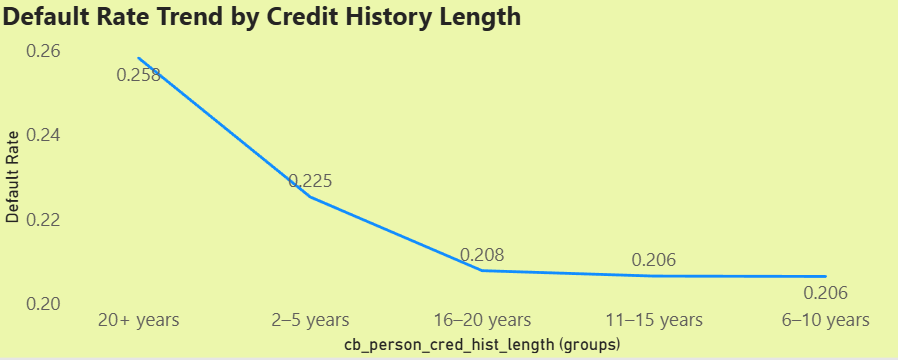 Default Rate Trend by Credit History Length
0.26
0.24
0.22
0.20
Default Rate
0.258
0.225
0.208
0.206
0.206
20+ years
2–5 years
16–20 years
11–15 years
6–10 years
cb_person_cred_hist_length (groups)